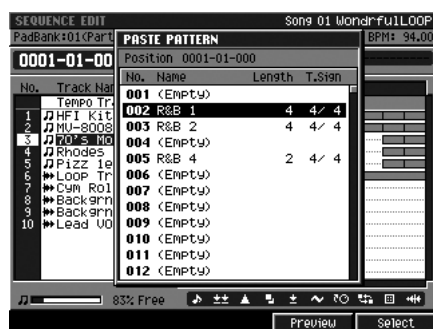 SEQUENCE EDIT Song 01 WondrfulLOOP
PadBank:01(Part BPM: 94.00
0001-01-00
PASTE PATTERN
Position 0001-01-000
No. Name Length T.Sign
001 (Empty)
002 R&B 1 4 4/ 4
003 R&B 2 4 4/ 4
004 (Empty)
005 R&B 4 2 4/ 4
006 (Empty)
007 (Empty)
008 (Empty)
009 (Empty)
010 (Empty)
011 (Empty)
012 (Empty)
No. Track Nam
Tempo Tr
1 HFI Kit
2 MV-8008
3 70'S Mo
4 Rhodes
5 Pizz le
6 Loop Tr
7 Cym Rol
8 Backgrn
9 Backgrn
10 Lead VO
83% Free
Preview Select